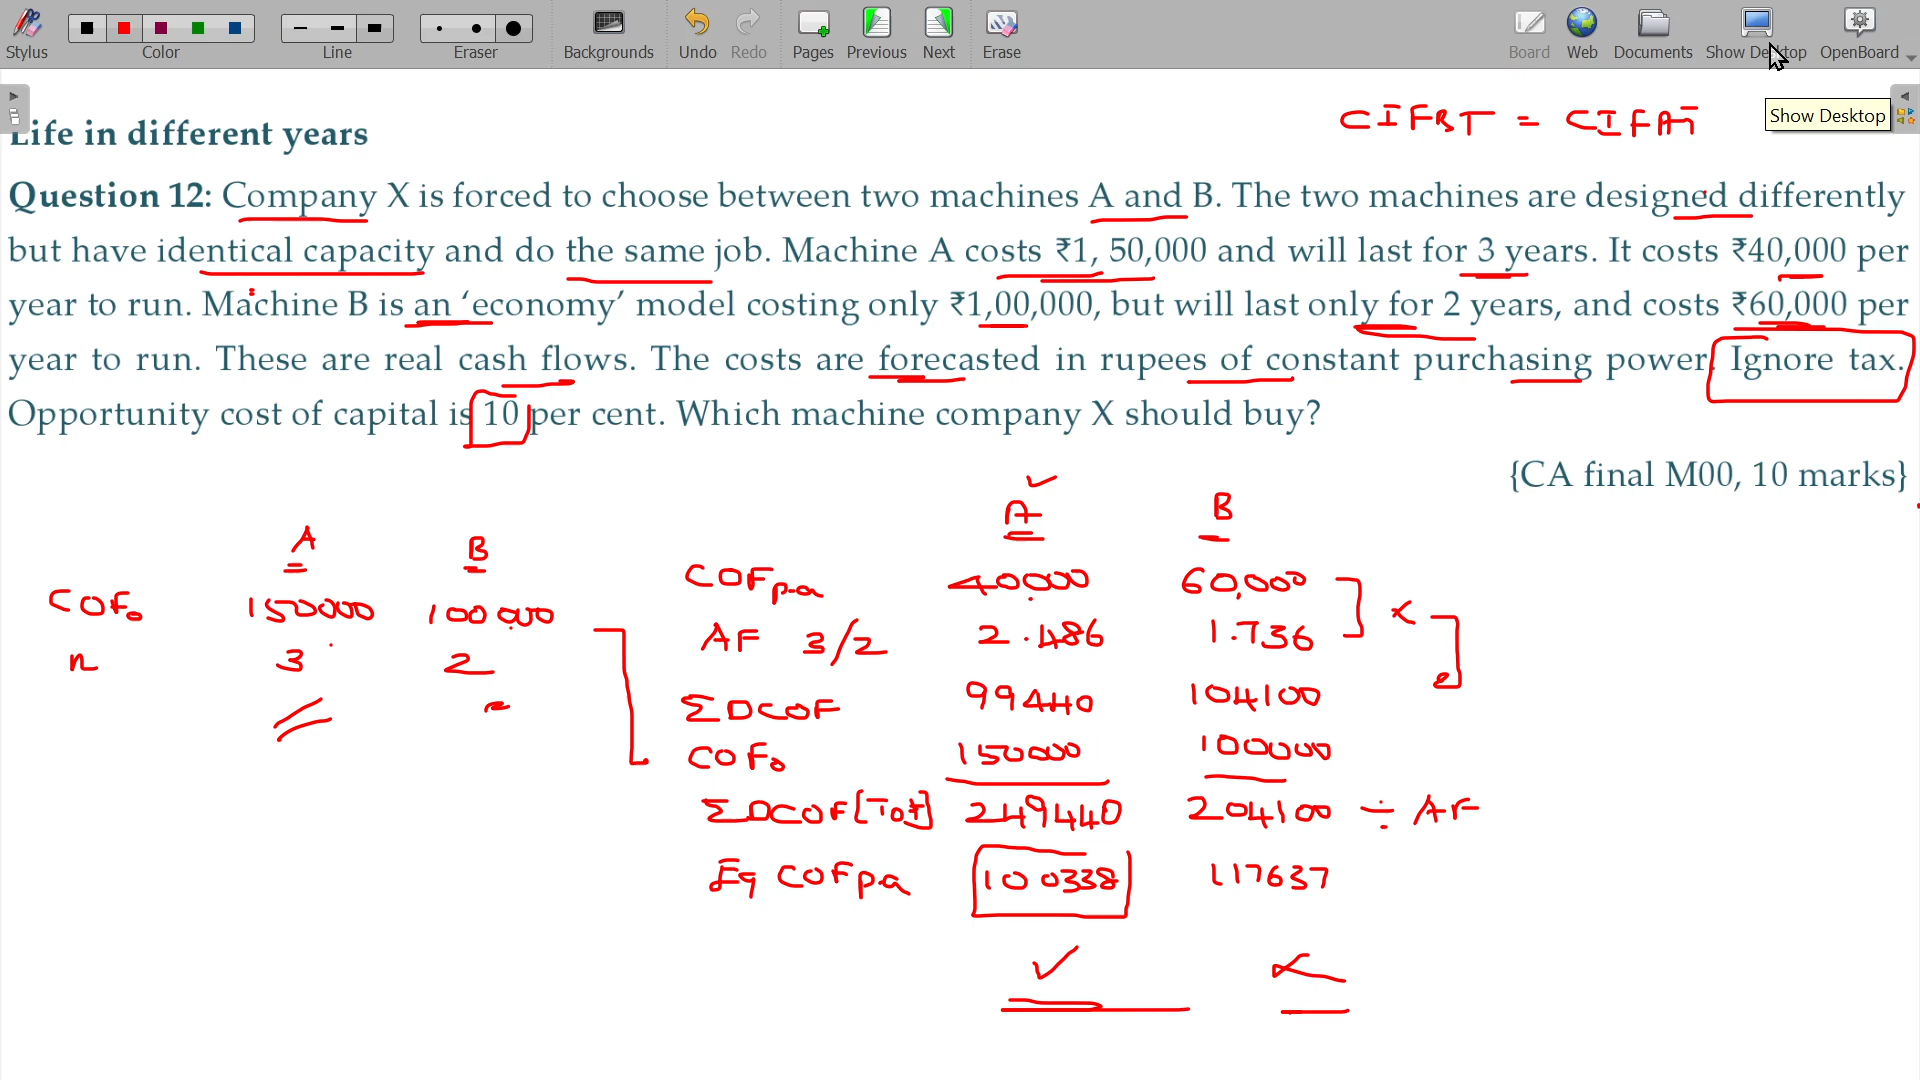 Stylus Color Line Eraser Backgrounds Undo Redo Pages Previous Next Erase Board Web Documents Show Desktop OpenBoard
Show Desktop
CIFBT = CIFAT
Life in different years
Question 12: Company X is forced to choose between two machines A and B. The two machines are designed differently
but have identical capacity and do the same job. Machine A costs ₹1, 50,000 and will last for 3 years. It costs ₹40,000 per
year to run. Machine B is an ‘economy’ model costing only ₹1,00,000, but will last only for 2 years, and costs ₹60,000 per
year to run. These are real cash flows. The costs are forecasted in rupees of constant purchasing power. Ignore tax.
Opportunity cost of capital is 10 per cent. Which machine company X should buy?
{CA final M00, 10 marks}
A B
COF0 150000 100000
n 3 2
A B
COFpa 40000 60,000
AF 3/2 2.486 1.736 x
ΣDCOF 99440 104100
COF0 150000 100000
ΣDCOF[Tot] 249440 204100 ÷ AF
Eq COFpa 100338 117637